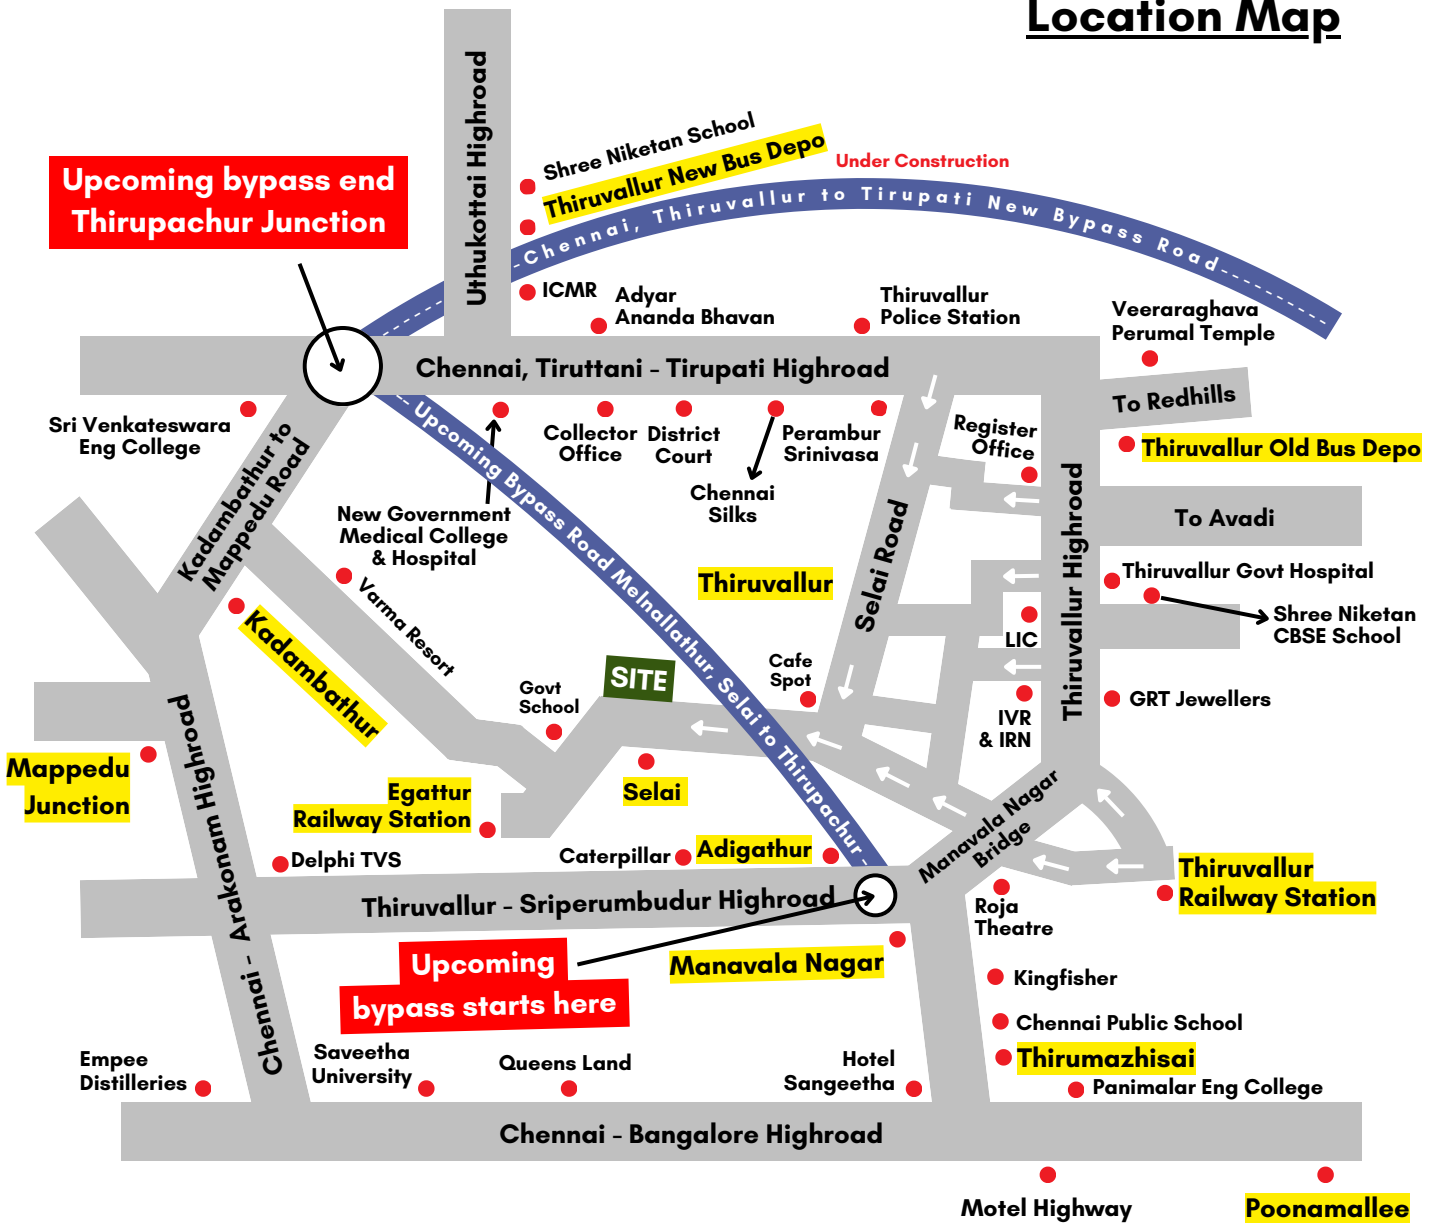 Location Map
Uthukottai Highroad
Shree Niketan School
Thiruvallur New Bus Depo
Under Construction
Upcoming bypass end
Thirupachur Junction
--Chennai, Thiruvallur to Tirupati New Bypass Road------
ICMR
Adyar
Ananda Bhavan
Thiruvallur
Police Station
Veeraraghava
Perumal Temple
Chennai, Tiruttani - Tirupati Highroad
To Redhills
Sri Venkateswara
Eng College
Kadambathur to
Mappedu Road
Collector
Office
District
Court
Perambur
Srinivasa
Register
Office
Thiruvallur Old Bus Depo
Chennai
Silks
New Government
Medical College
& Hospital
-- Upcoming Bypass Road Melnallathur, Selai to Thirupachur --
Selai Road
Thiruvallur Highroad
To Avadi
Varma Resort
Thiruvallur
Thiruvallur Govt Hospital
Kadambathur
LIC
Shree Niketan
CBSE School
SITE
Cafe
Spot
Govt
School
IVR
& IRN
GRT Jewellers
Chennai - Arakonam Highroad
Mappedu
Junction
Egattur
Railway Station
Selai
Manavala Nagar
Bridge
Delphi TVS
Caterpillar
Adigathur
Thiruvallur
Railway Station
Thiruvallur - Sriperumbudur Highroad
Roja
Theatre
Upcoming
bypass starts here
Manavala Nagar
Kingfisher
Chennai Public School
Thirumazhisai
Empee
Distilleries
Saveetha
University
Queens Land
Hotel
Sangeetha
Panimalar Eng College
Chennai - Bangalore Highroad
Motel Highway
Poonamallee